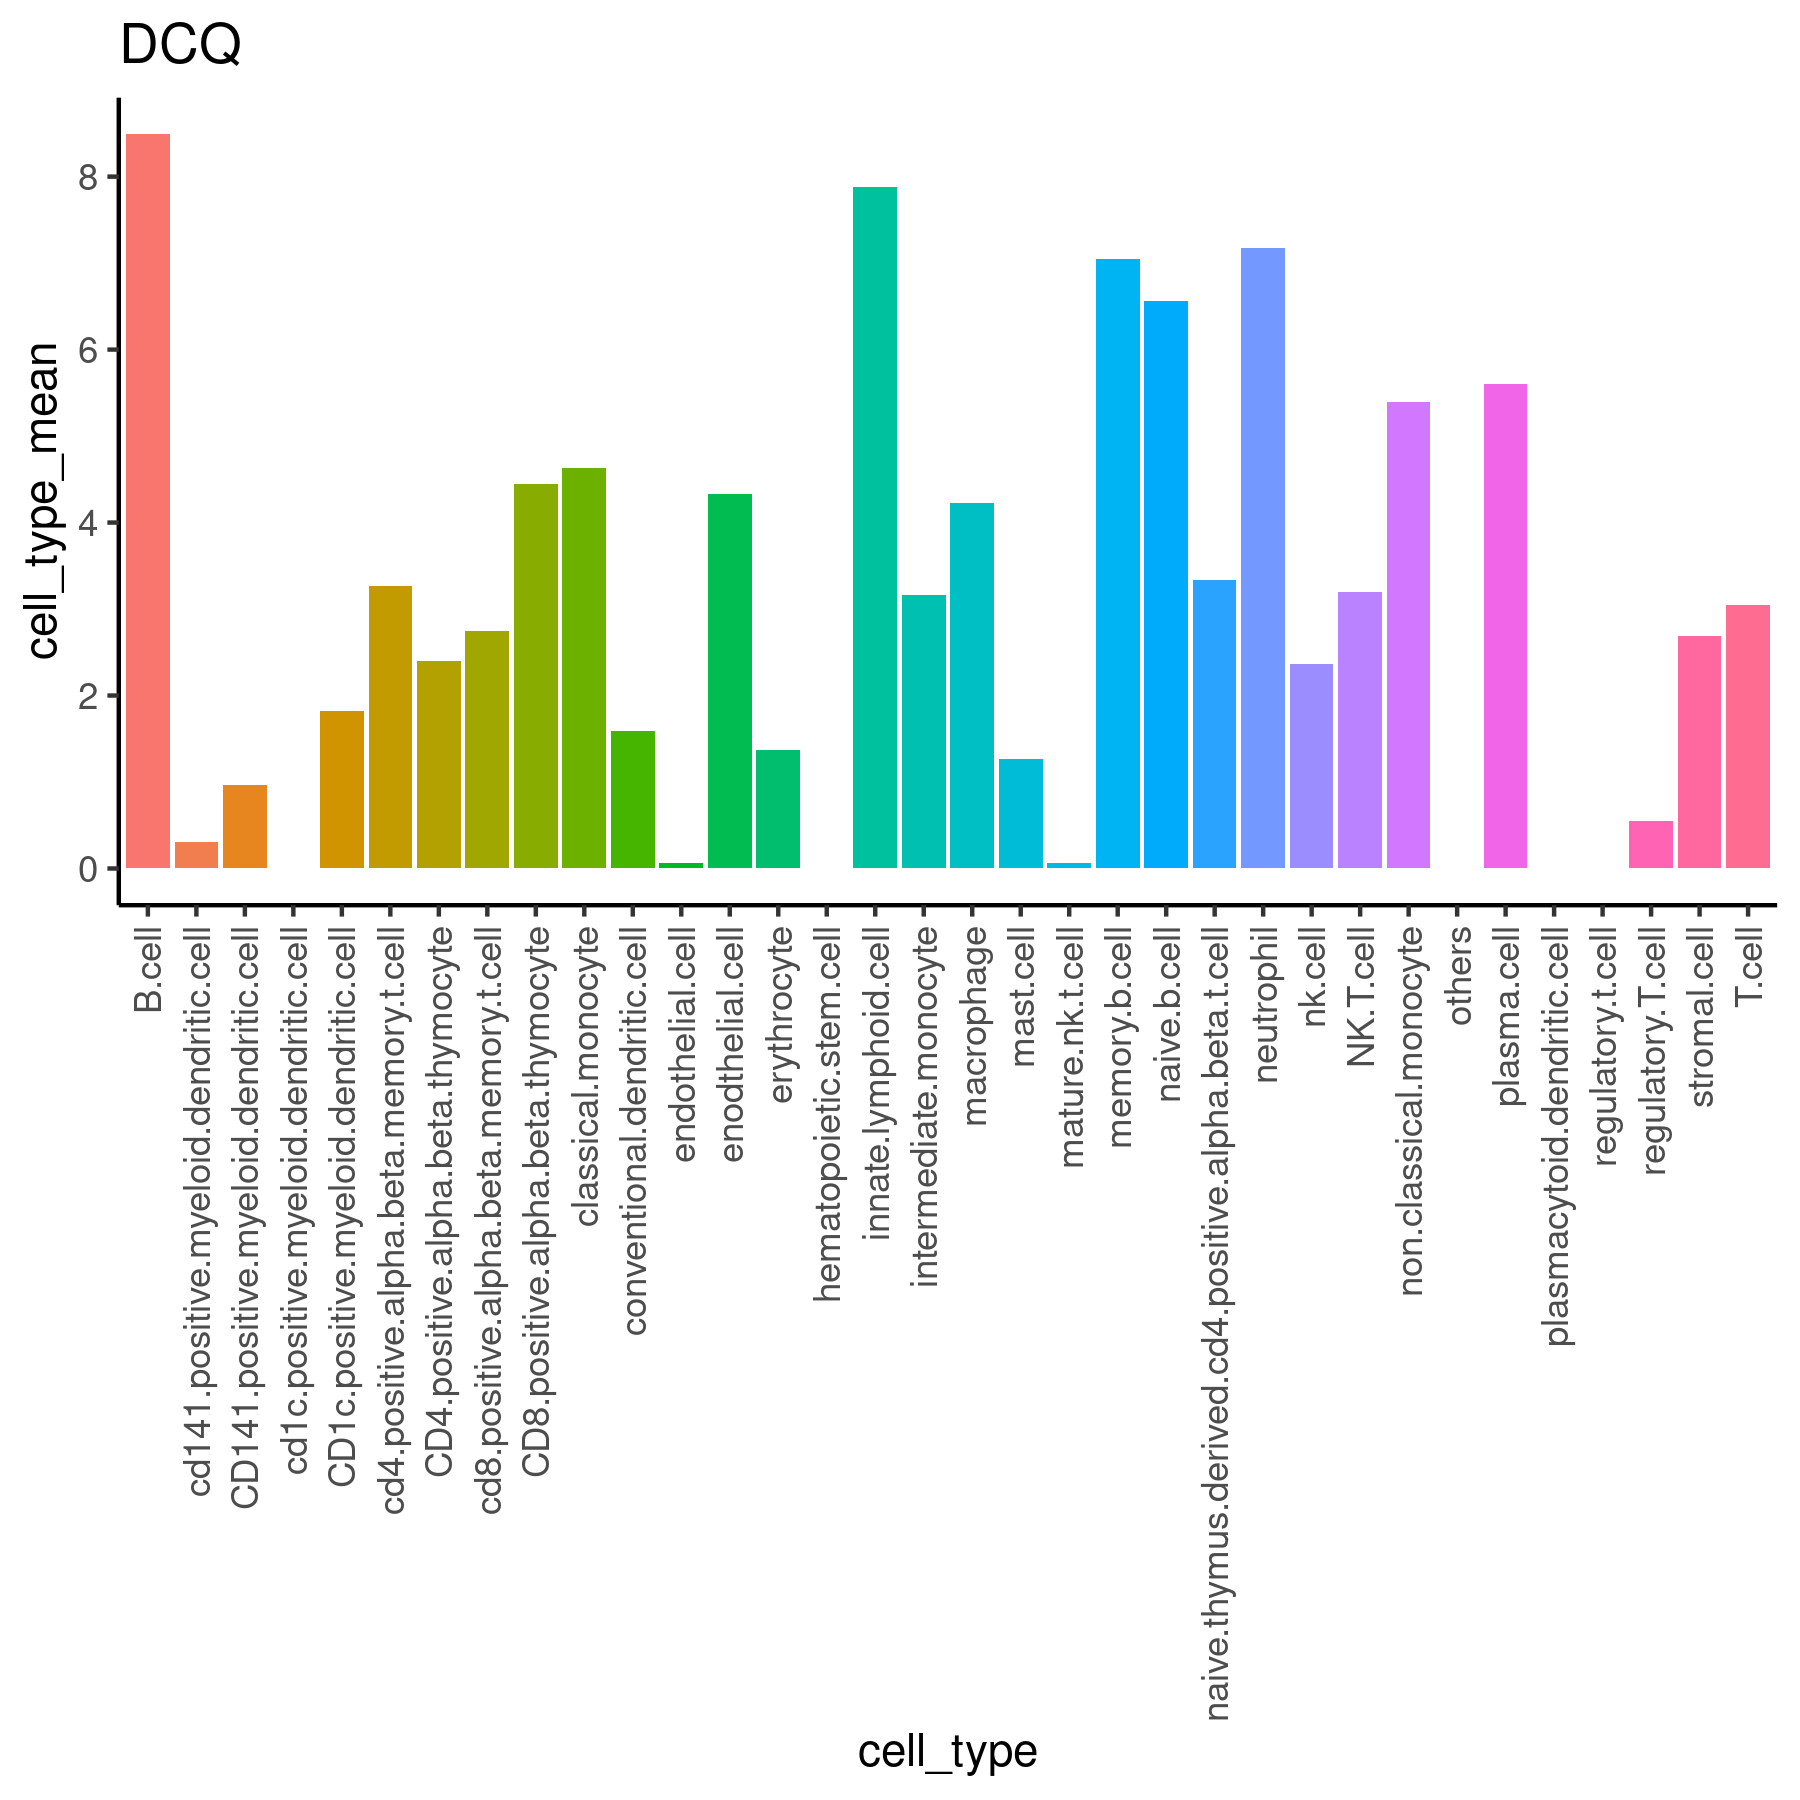 DCQ
cell_type_mean
8
6
4
2
0
B.cell
cd141.positive.myeloid.dendritic.cell
CD141.positive.myeloid.dendritic.cell
cd1c.positive.myeloid.dendritic.cell
CD1c.positive.myeloid.dendritic.cell
cd4.positive.alpha.beta.memory.t.cell
CD4.positive.alpha.beta.thymocyte
cd8.positive.alpha.beta.memory.t.cell
CD8.positive.alpha.beta.thymocyte
classical.monocyte
conventional.dendritic.cell
endothelial.cell
enodthelial.cell
erythrocyte
hematopoietic.stem.cell
innate.lymphoid.cell
intermediate.monocyte
macrophage
mast.cell
mature.nk.t.cell
memory.b.cell
naive.b.cell
naive.thymus.derived.cd4.positive.alpha.beta.t.cell
neutrophil
nk.cell
NK.T.cell
non.classical.monocyte
others
plasma.cell
plasmacytoid.dendritic.cell
regulatory.t.cell
regulatory.T.cell
stromal.cell
T.cell
cell_type